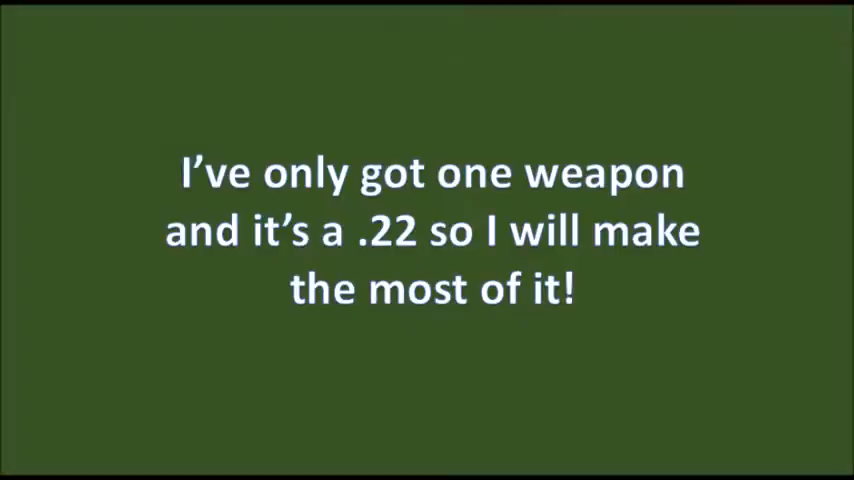 I’ve only got one weapon
and it’s a .22 so I will make
the most of it!